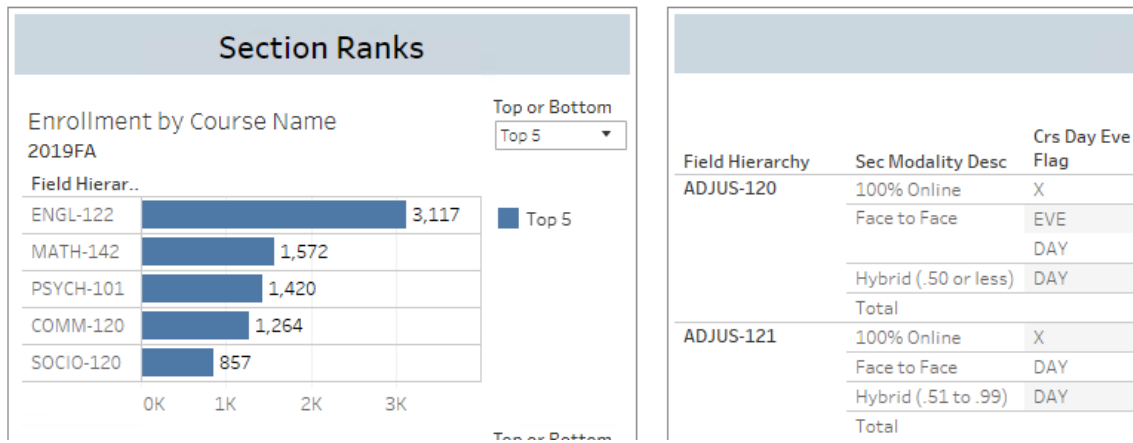 Section Ranks
Enrollment by Course Name
2019FA
Top or Bottom
Top 5
Field Hierar..
ENGL-122 3,117
MATH-142 1,572
PSYCH-101 1,420
COMM-120 1,264
SOCIO-120 857
0K 1K 2K 3K
Top 5
Top or Bottom
Field Hierarchy Sec Modality Desc Crs Day Eve
Flag
ADJUS-120 100% Online X
Face to Face EVE
DAY
Hybrid (.50 or less) DAY
Total
ADJUS-121 100% Online X
Face to Face DAY
Hybrid (.51 to .99) DAY
Total